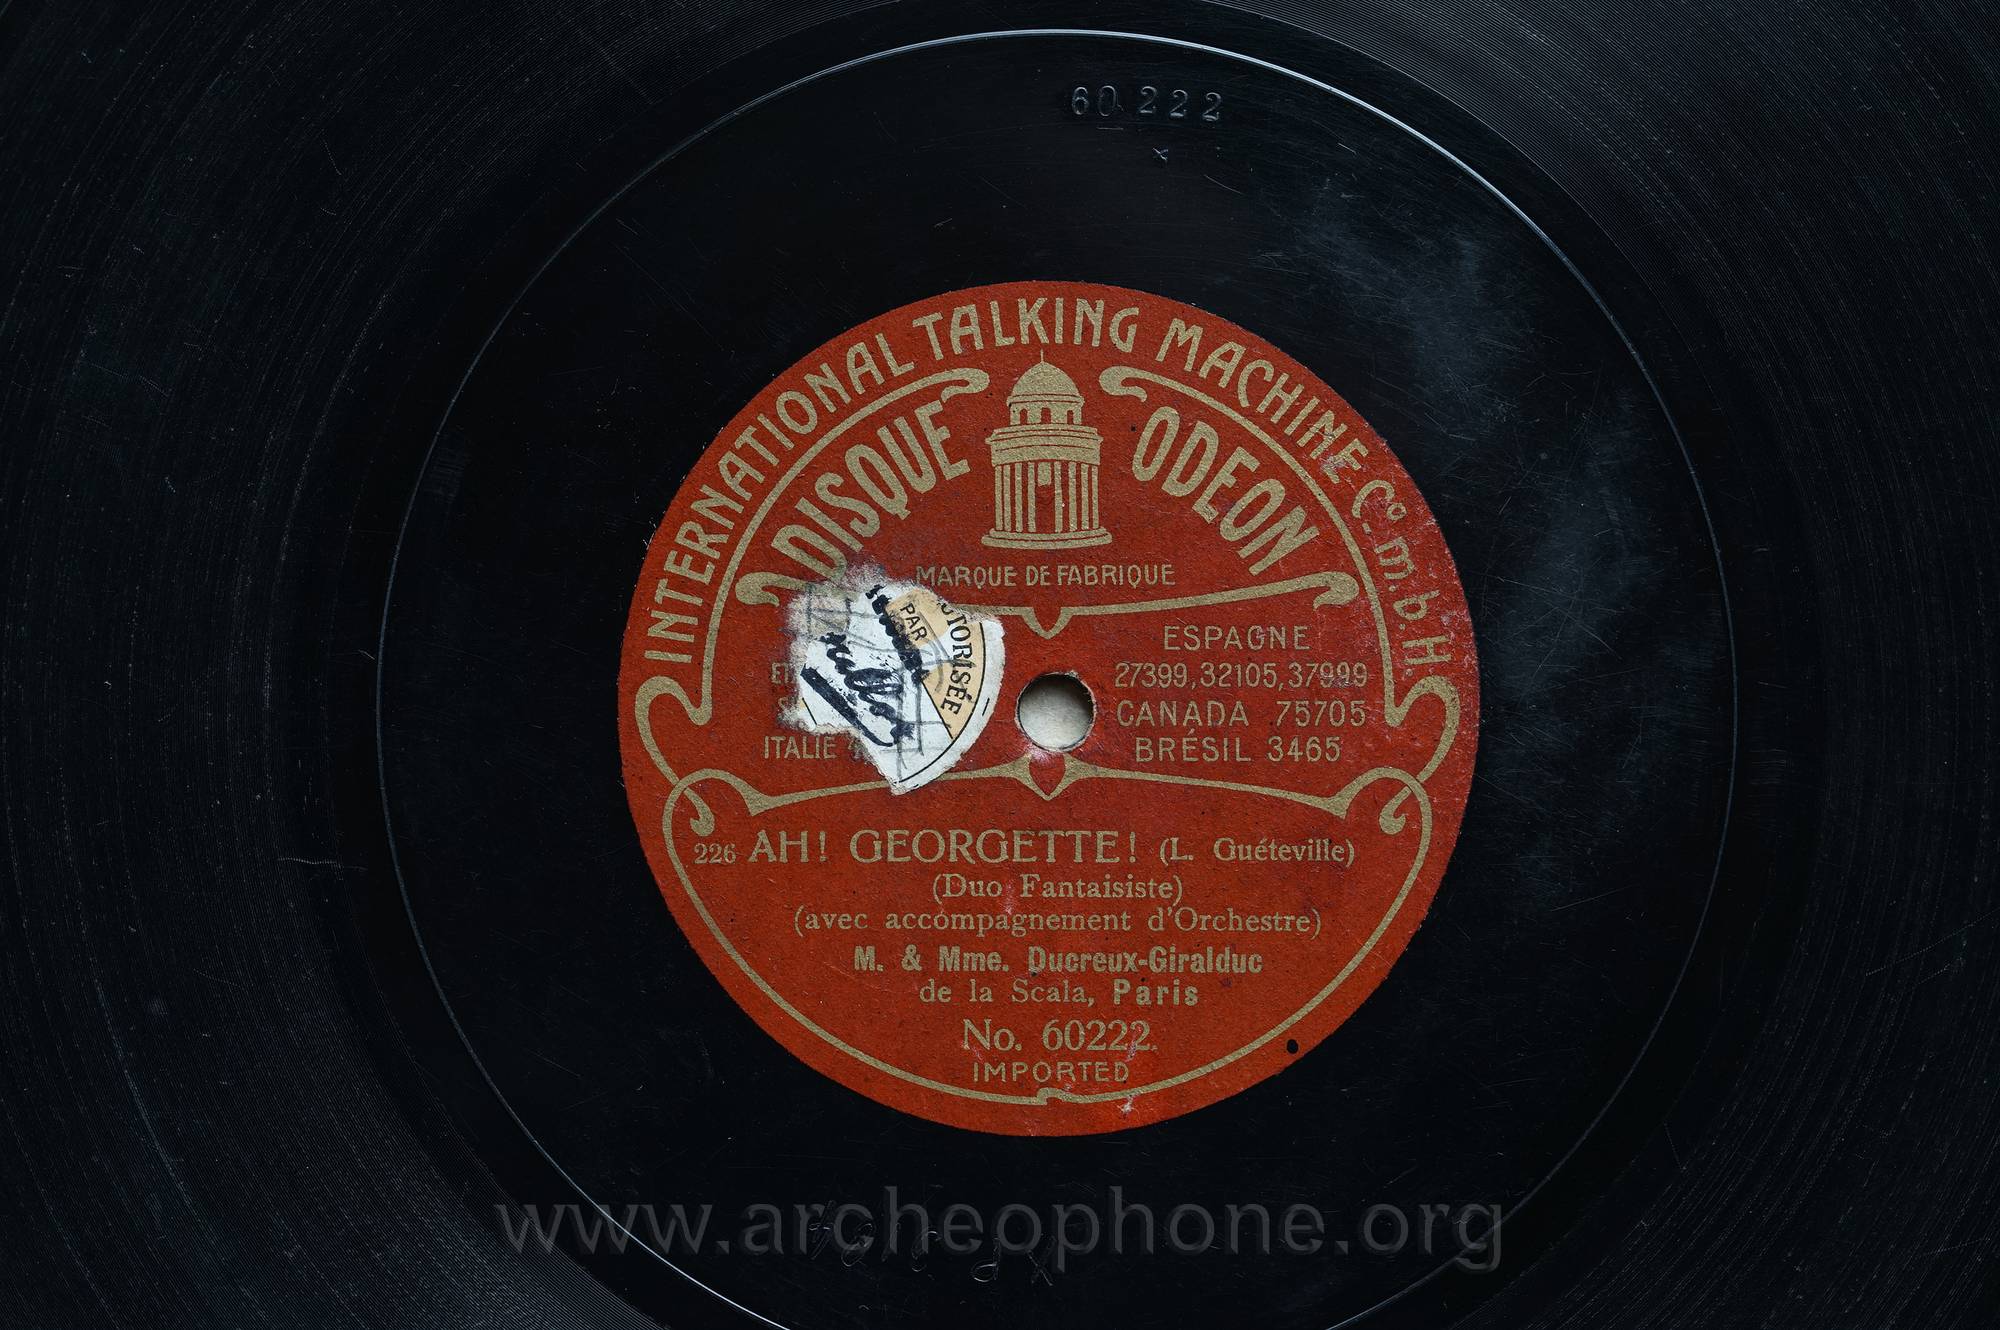 60222
x
INTERNATIONAL TALKING MACHINE Co. m.b.H.
DISQUE ODEON
MARQUE DE FABRIQUE
ESPAGNE
27399, 32105, 37999
CANADA 75705
BRÉSIL 3465
ITALIE
TORISÉE
PAR
226 AH! GEORGETTE! (L. Guéteville)
(Duo Fantaisiste)
(avec accompagnement d'Orchestre)
M. & Mme. Ducreux-Giralduc
de la Scala, Paris
No. 60222.
IMPORTED
www.archeophone.org